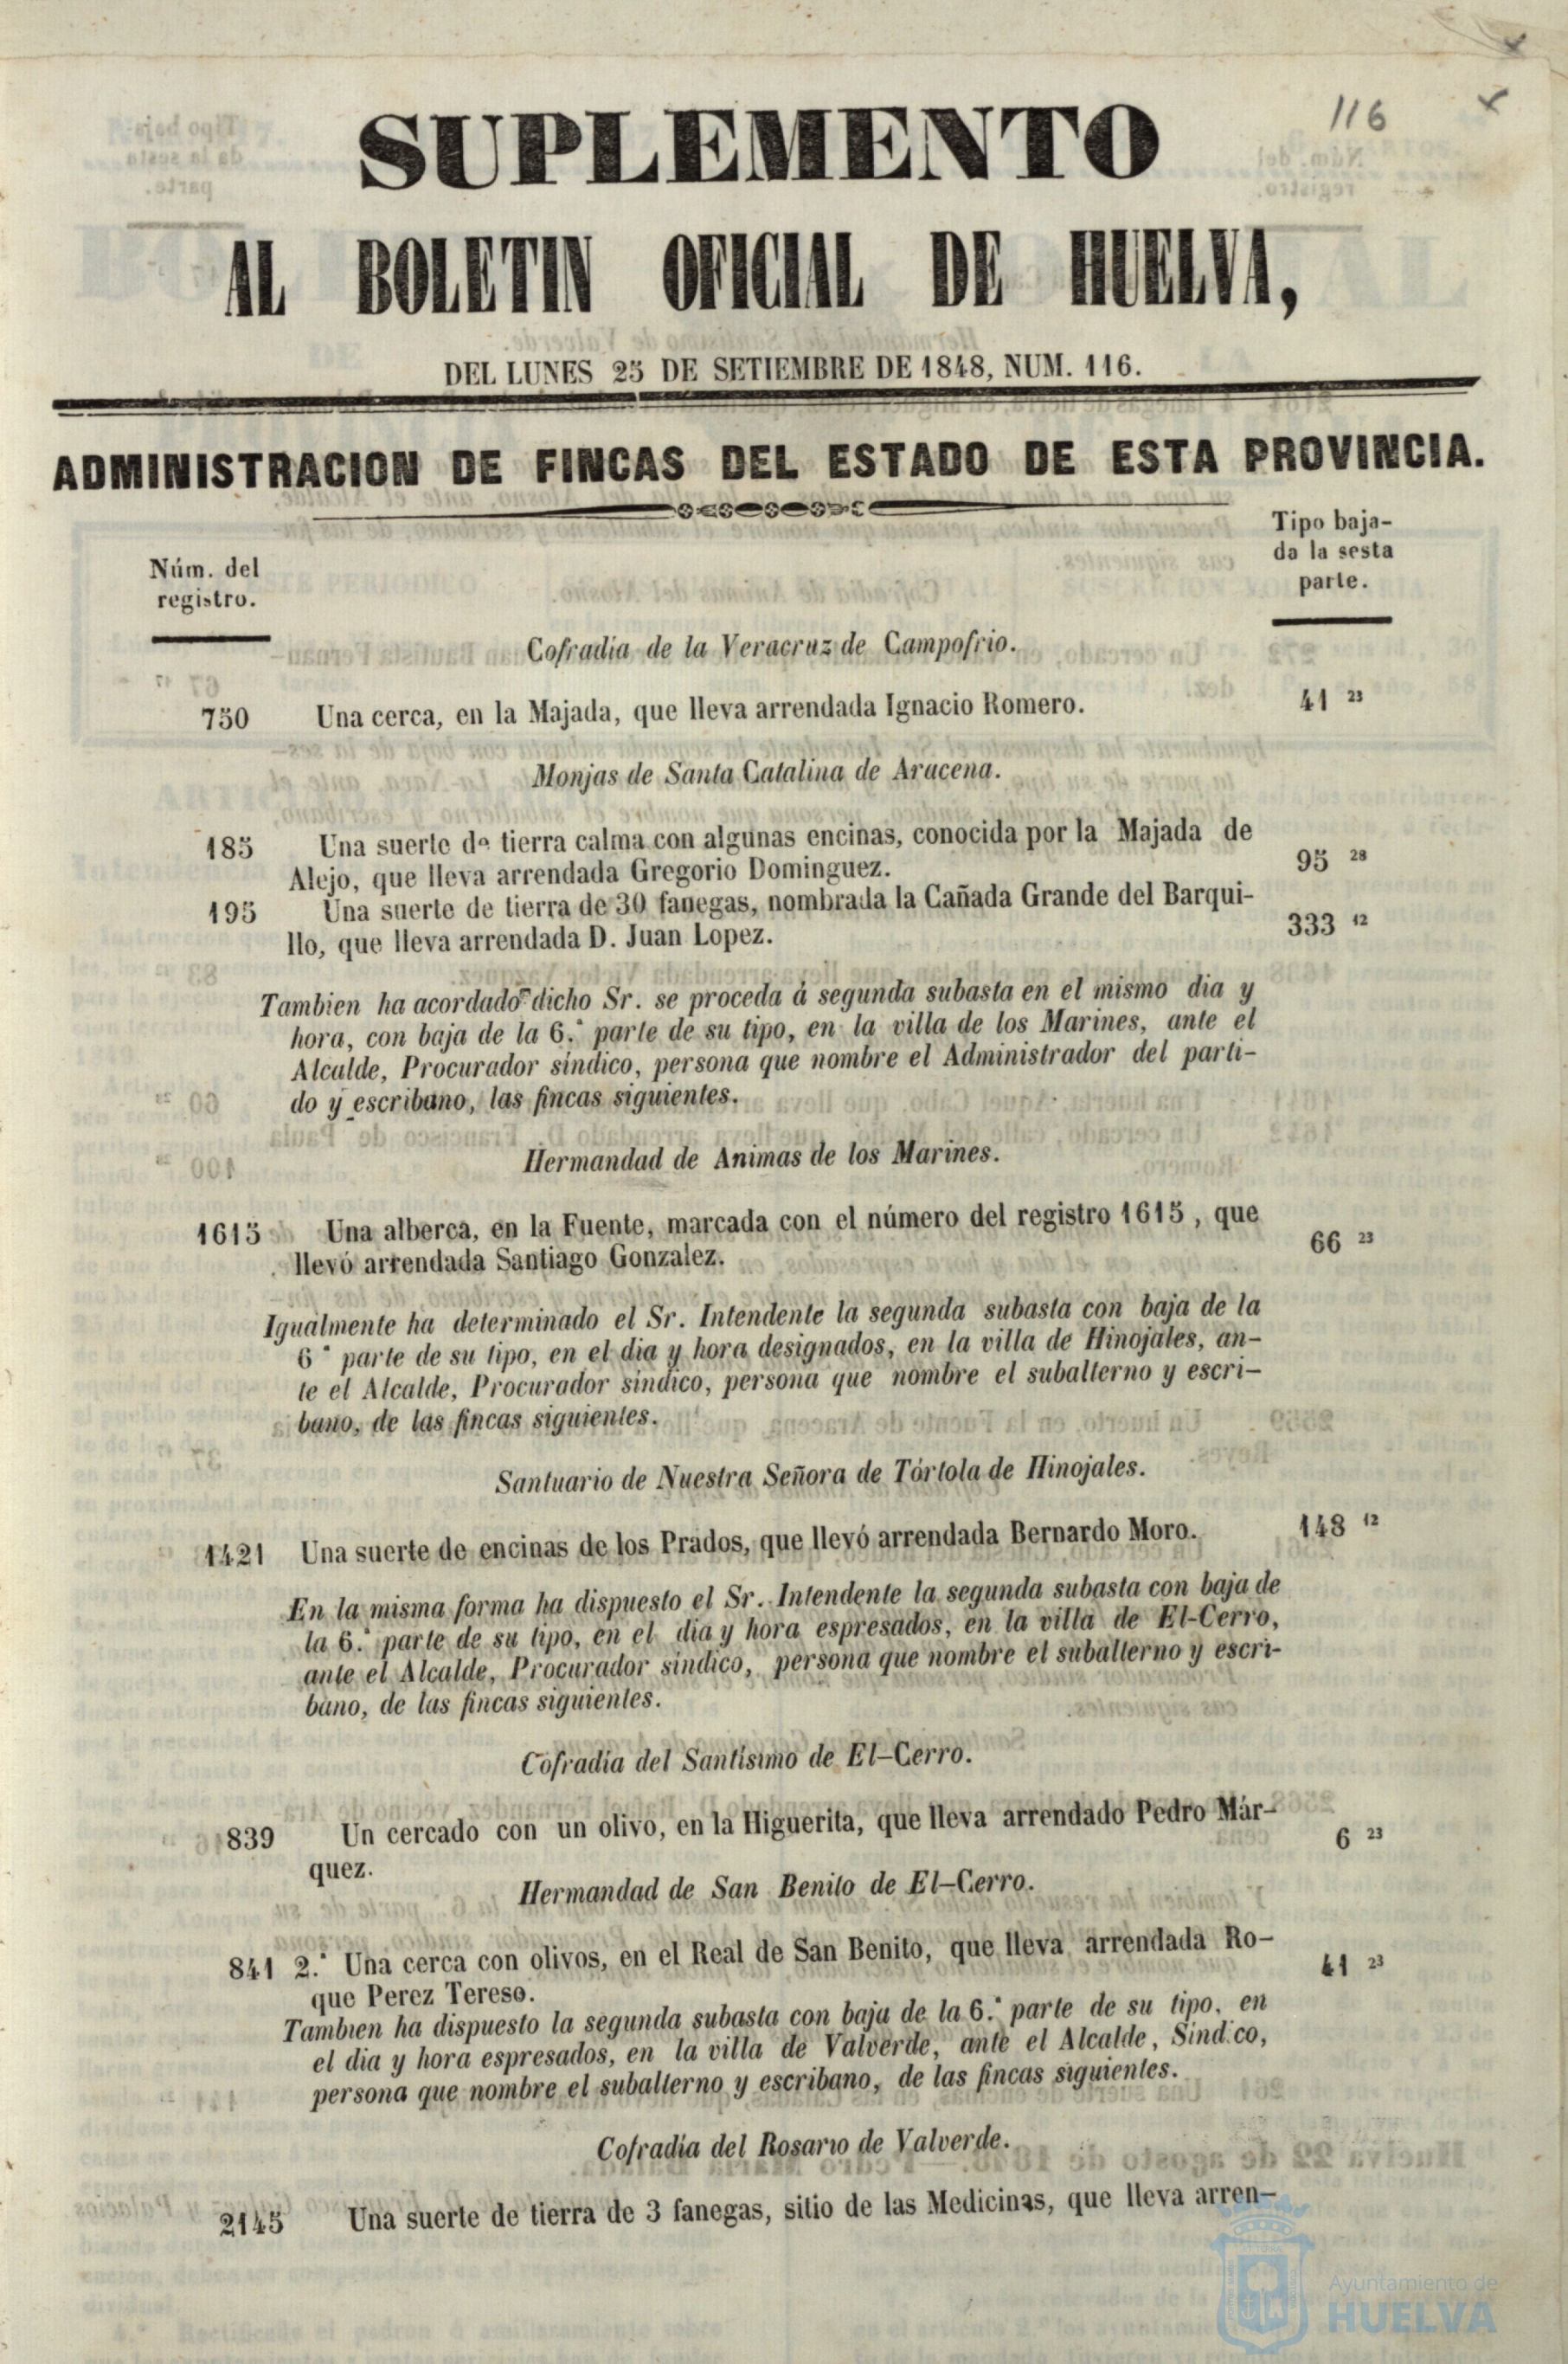 116
SUPLEMENTO
AL BOLETIN OFICIAL DE HUELVA,
DEL LUNES 25 DE SETIEMBRE DE 1848, NUM. 116.
ADMINISTRACION DE FINCAS DEL ESTADO DE ESTA PROVINCIA.
Núm. del
registro.
Tipo baja-
da la sesta
parte.
Cofradia de la Veracruz de Campofrio.
750 Una cerca, en la Majada, que lleva arrendada Ignacio Romero. 41 23
Monjas de Santa Catalina de Aracena.
185 Una suerte de tierra calma con algunas encinas, conocida por la Majada de
Alejo, que lleva arrendada Gregorio Dominguez. 95 28
195 Una suerte de tierra de 30 fanegas, nombrada la Cañada Grande del Barqui-
llo, que lleva arrendada D. Juan Lopez. 333 12
Tambien ha acordado dicho Sr. se proceda á segunda subasta en el mismo dia y
hora, con baja de la 6.ª parte de su tipo, en la villa de los Marines, ante el
Alcalde, Procurador síndico, persona que nombre el Administrador del parti-
do y escribano, las fincas siguientes.
Hermandad de Animas de los Marines.
1615 Una alberca, en la Fuente, marcada con el número del registro 1615, que
llevó arrendada Santiago Gonzalez. 66 23
Igualmente ha determinado el Sr. Intendente la segunda subasta con baja de la
6ª parte de su tipo, en el dia y hora designados, en la villa de Hinojales, an-
te el Alcalde, Procurador síndico, persona que nombre el subalterno y escri-
bano, de las fincas siguientes.
Santuario de Nuestra Señora de Tórtola de Hinojales.
1421 Una suerte de encinas de los Prados, que llevó arrendada Bernardo Moro. 148 12
En la misma forma ha dispuesto el Sr. Intendente la segunda subasta con baja de
la 6.ª parte de su tipo, en el dia y hora espresados, en la villa de El-Cerro,
ante el Alcalde, Procurador síndico, persona que nombre el subalterno y escri-
bano, de las fincas siguientes.
Cofradía del Santísimo de El-Cerro.
839 Un cercado con un olivo, en la Higuerita, que lleva arrendado Pedro Már-
quez. 6 23
Hermandad de San Benito de El-Cerro.
841 2.ª Una cerca con olivos, en el Real de San Benito, que lleva arrendada Ro-
que Perez Tereso. 41 23
Tambien ha dispuesto la segunda subasta con baja de la 6.ª parte de su tipo, en
el dia y hora espresados, en la villa de Valverde, ante el Alcalde, Síndico,
persona que nombre el subalterno y escribano, de las fincas siguientes.
Cofradía del Rosario de Valverde.
2145 Una suerte de tierra de 3 fanegas, sitio de las Medicinas, que lleva arren-
Ayuntamiento de
HUELVA